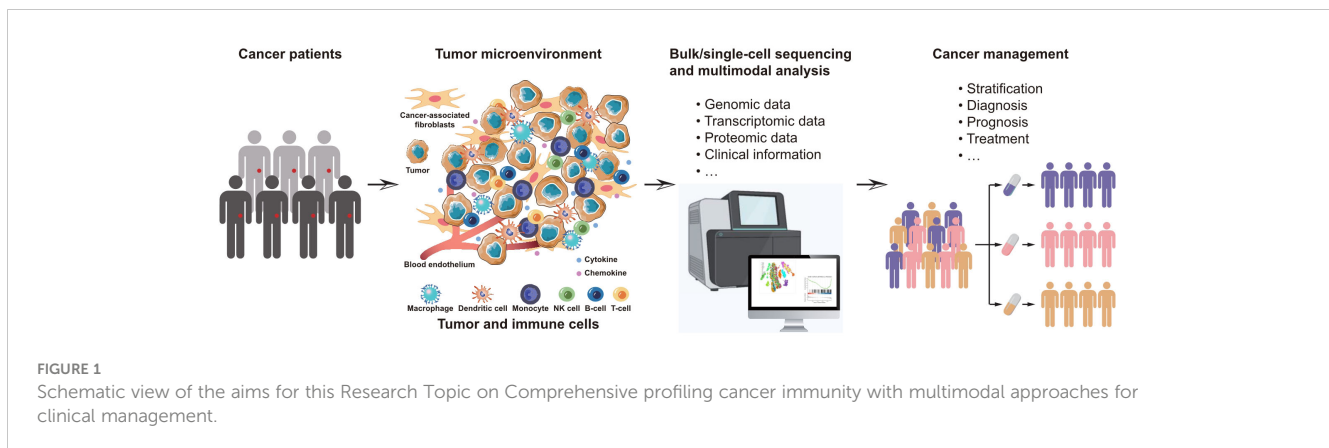 Cancer patients
Tumor microenvironment
Cancer-associated
fibroblasts
Tumor
Blood endothelium
Cytokine
Chemokine
Macrophage Dendritic cell Monocyte NK cell B-cell T-cell
Tumor and immune cells
Bulk/single-cell sequencing
and multimodal analysis
• Genomic data
• Transcriptomic data
• Proteomic data
• Clinical information
• ...
Cancer management
• Stratification
• Diagnosis
• Prognosis
• Treatment
• ...
FIGURE 1
Schematic view of the aims for this Research Topic on Comprehensive profiling cancer immunity with multimodal approaches for
clinical management.